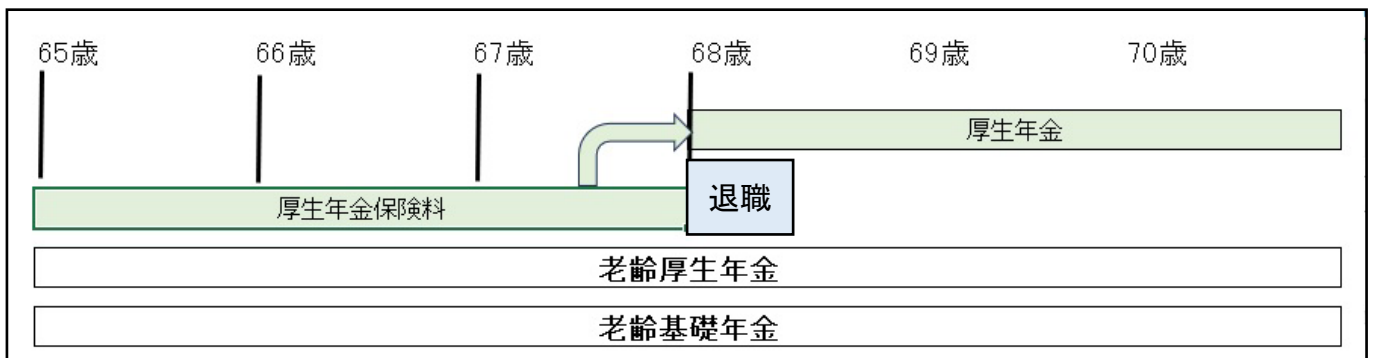 65歳 66歳 67歳 68歳 69歳 70歳
厚生年金
厚生年金保険料
退職
老齢厚生年金
老齢基礎年金